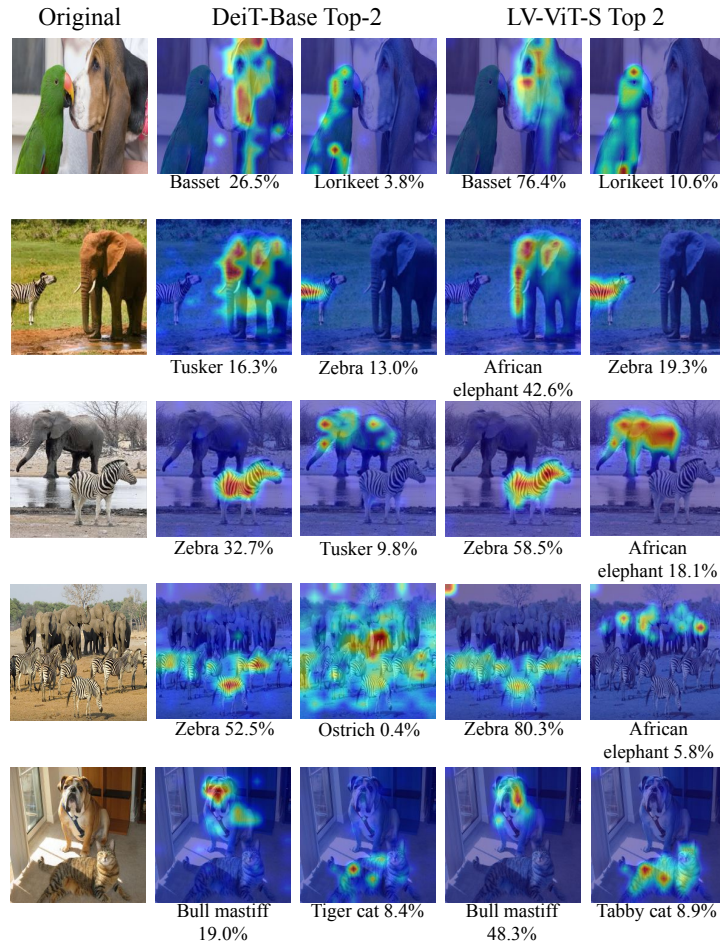 Original DeiT-Base Top-2 LV-ViT-S Top 2
Basset 26.5% Lorikeet 3.8% Basset 76.4% Lorikeet 10.6%
Tusker 16.3% Zebra 13.0% African Zebra 19.3%
elephant 42.6%
Zebra 32.7% Tusker 9.8% Zebra 58.5% African
elephant 18.1%
Zebra 52.5% Ostrich 0.4% Zebra 80.3% African
elephant 5.8%
Bull mastiff Tiger cat 8.4% Bull mastiff Tabby cat 8.9%
19.0% 48.3%